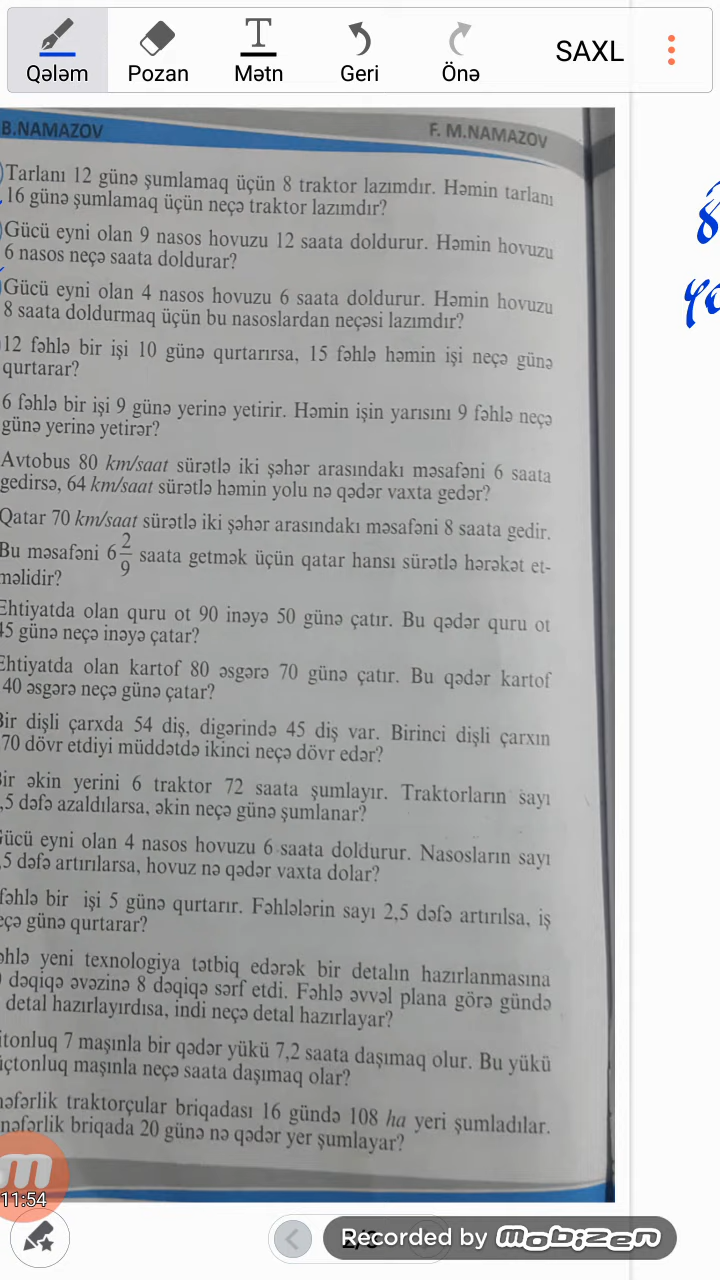 Qələm
Pozan
Mətn
Geri
Önə
SAXL
B.NAMAZOV
F. M.NAMAZOV
Tarlanı 12 günə şumlamaq üçün 8 traktor lazımdır. Həmin tarlanı
16 günə şumlamaq üçün neçə traktor lazımdır?
Gücü eyni olan 9 nasos hovuzu 12 saata doldurur. Həmin hovuzu
6 nasos neçə saata doldurar?
Gücü eyni olan 4 nasos hovuzu 6 saata doldurur. Həmin hovuzu
8 saata doldurmaq üçün bu nasoslardan neçəsi lazımdır?
12 fəhlə bir işi 10 günə qurtarırsa, 15 fəhlə həmin işi neçə günə
qurtarar?
6 fəhlə bir işi 9 günə yerinə yetirir. Həmin işin yarısını 9 fəhlə neçə
günə yerinə yetirər?
Avtobus 80 km/saat sürətlə iki şəhər arasındakı məsafəni 6 saata
gedirsə, 64 km/saat sürətlə həmin yolu nə qədər vaxta gedər?
Qatar 70 km/saat sürətlə iki şəhər arasındakı məsafəni 8 saata gedir.
Bu məsafəni 6 2/9 saata getmək üçün qatar hansı sürətlə hərəkət et-
məlidir?
Ehtiyatda olan quru ot 90 inəyə 50 günə çatır. Bu qədər quru ot
45 günə neçə inəyə çatar?
Ehtiyatda olan kartof 80 əsgərə 70 günə çatır. Bu qədər kartof
40 əsgərə neçə günə çatar?
Bir dişli çarxda 54 diş, digərində 45 diş var. Birinci dişli çarxın
70 dövr etdiyi müddətdə ikinci neçə dövr edər?
Bir əkin yerini 6 traktor 72 saata şumlayır. Traktorların sayı
,5 dəfə azaldılarsa, əkin neçə günə şumlanar?
Gücü eyni olan 4 nasos hovuzu 6 saata doldurur. Nasosların sayı
,5 dəfə artırılarsa, hovuz nə qədər vaxta dolar?
fəhlə bir işi 5 günə qurtarır. Fəhlələrin sayı 2,5 dəfə artırılsa, iş
eçə günə qurtarar?
əhlə yeni texnologiya tətbiq edərək bir detalın hazırlanmasına
dəqiqə əvəzinə 8 dəqiqə sərf etdi. Fəhlə əvvəl plana görə gündə
detal hazırlayırdısa, indi neçə detal hazırlayar?
itonluq 7 maşınla bir qədər yükü 7,2 saata daşımaq olur. Bu yükü
üçtonluq maşınla neçə saata daşımaq olar?
nəfərlik traktorçular briqadası 16 gündə 108 ha yeri şumladılar.
nəfərlik briqada 20 günə nə qədər yer şumlayar?
8
11:54
Recorded by mobizen